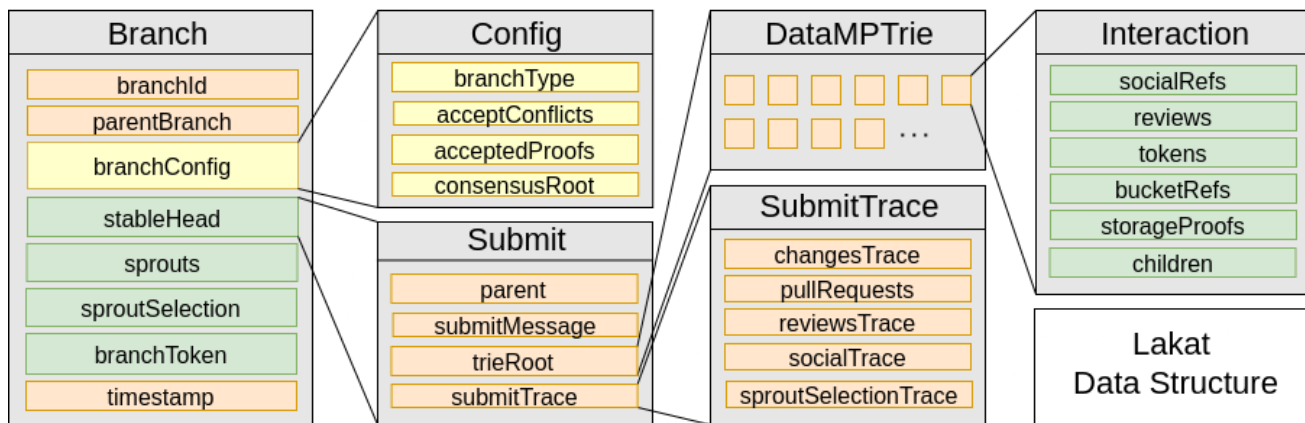 Branch
branchId
parentBranch
branchConfig
stableHead
sprouts
sproutSelection
branchToken
timestamp
Config
branchType
acceptConflicts
acceptedProofs
consensusRoot
Submit
parent
submitMessage
trieRoot
submitTrace
DataMPTrie
...
SubmitTrace
changesTrace
pullRequests
reviewsTrace
socialTrace
sproutSelectionTrace
Interaction
socialRefs
reviews
tokens
bucketRefs
storageProofs
children
Lakat
Data Structure